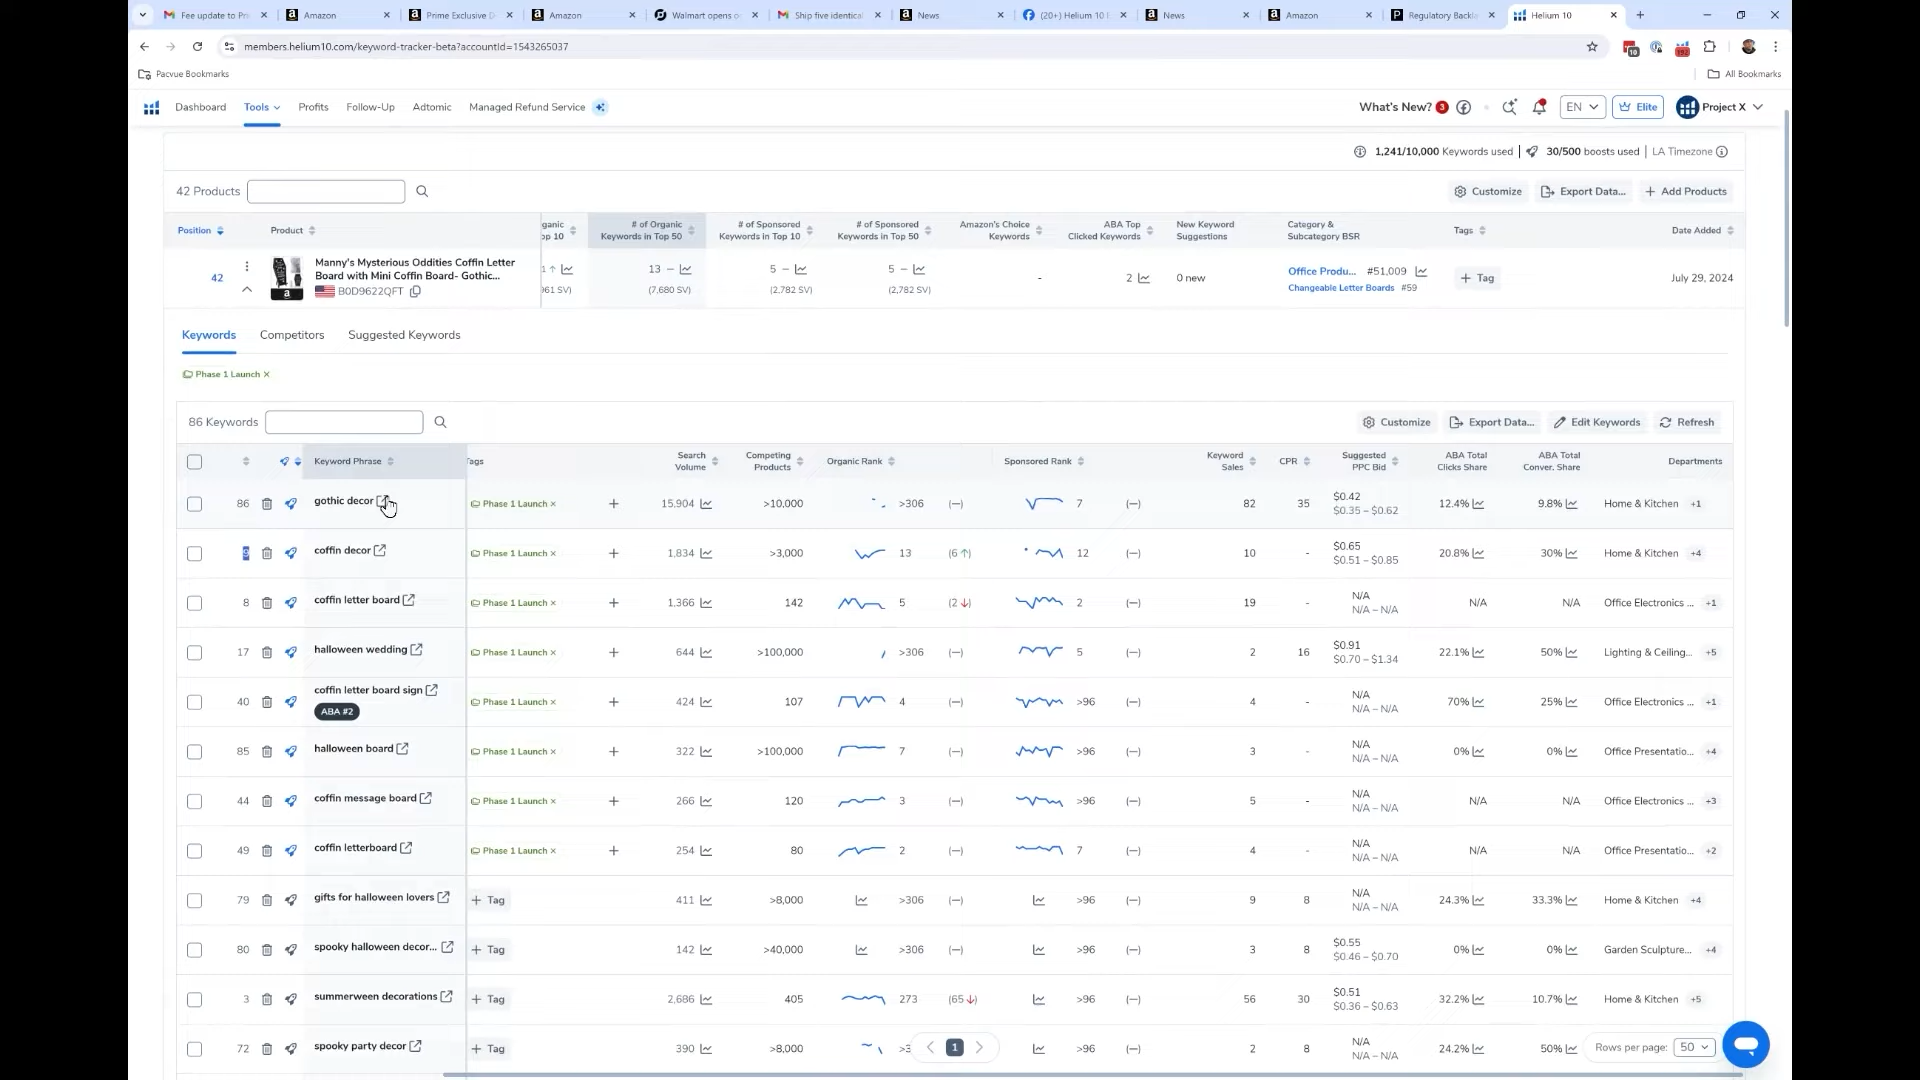 Fee update to Pri
Amazon
Prime Exclusive D
Amazon
Walmart opens o
Ship five identical
News
(20+) Helium 10 
News
Amazon
Regulatory Backla
Helium 10
members.helium10.com/keyword-tracker-beta?accountId=1543265037
10
192
Pacvue Bookmarks
All Bookmarks
Dashboard
Tools
Profits
Follow-Up
Adtomic
Managed Refund Service
What's New? 3
EN
Elite
Project X
1,241/10,000 Keywords used
30/500 boosts used
LA Timezone
42 Products
Customize
Export Data...
+ Add Products
Position
Product
ganic
op 10
# of Organic
Keywords in Top 50
# of Sponsored
Keywords in Top 10
# of Sponsored
Keywords in Top 50
Amazon's Choice
Keywords
ABA Top
Clicked Keywords
New Keyword
Suggestions
Category &
Subcategory BSR
Tags
Date Added
42
Manny's Mysterious Oddities Coffin Letter
Board with Mini Coffin Board- Gothic...
B0D9622QFT
1 ↑
961 SV)
13 –
(7,680 SV)
5 –
(2,782 SV)
5 –
(2,782 SV)
-
2
0 new
Office Produ... #51,009
Changeable Letter Boards #59
+ Tag
July 29, 2024
Keywords
Competitors
Suggested Keywords
Phase 1 Launch ×
86 Keywords
Customize
Export Data...
Edit Keywords
Refresh
Keyword Phrase
Tags
Search
Volume
Competing
Products
Organic Rank
Sponsored Rank
Keyword
Sales
CPR
Suggested
PPC Bid
ABA Total
Clicks Share
ABA Total
Conver. Share
Departments
86 gothic decor Phase 1 Launch × + 15,904 >10,000 >306 (—) 7 (—) 82 35 $0.42 12.4% 9.8% Home & Kitchen +1
$0.35 – $0.62
9 coffin decor Phase 1 Launch × + 1,834 >3,000 13 (6 ↑) 12 (—) 10 - $0.65 20.8% 30% Home & Kitchen +4
$0.51 – $0.85
8 coffin letter board Phase 1 Launch × + 1,366 142 5 (2 ↓) 2 (—) 19 - N/A N/A N/A Office Electronics ... +1
N/A – N/A
17 halloween wedding Phase 1 Launch × + 644 >100,000 >306 (—) 5 (—) 2 16 $0.91 22.1% 50% Lighting & Ceiling... +5
$0.70 – $1.34
40 coffin letter board sign Phase 1 Launch × + 424 107 4 (—) >96 (—) 4 - N/A 70% 25% Office Electronics ... +1
ABA #2
N/A – N/A
85 halloween board Phase 1 Launch × + 322 >100,000 7 (—) >96 (—) 3 - N/A 0% 0% Office Presentatio... +4
N/A – N/A
44 coffin message board Phase 1 Launch × + 266 120 3 (—) >96 (—) 5 - N/A N/A N/A Office Electronics ... +3
N/A – N/A
49 coffin letterboard Phase 1 Launch × + 254 80 2 (—) 7 (—) 4 - N/A N/A N/A Office Presentatio... +2
N/A – N/A
79 gifts for halloween lovers + Tag 411 >8,000 >306 (—) >96 (—) 9 8 N/A 24.3% 33.3% Home & Kitchen +4
N/A – N/A
80 spooky halloween decor... + Tag 142 >40,000 >306 (—) >96 (—) 3 8 $0.55 0% 0% Garden Sculpture... +4
$0.46 – $0.70
3 summerween decorations + Tag 2,686 405 273 (65 ↓) >96 (—) 56 30 $0.51 32.2% 10.7% Home & Kitchen +5
$0.36 – $0.63
72 spooky party decor + Tag 390 >8,000 >3 >96 (—) 2 8 N/A 24.2% 50%
N/A – N/A
1
Rows per page: 50